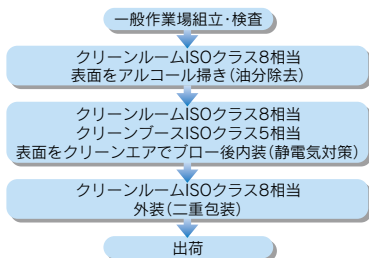 一般作業場組立・検査
クリーンルームISOクラス8相当
表面をアルコール掃き(油分除去)
クリーンルームISOクラス8相当
クリーンブースISOクラス5相当
表面をクリーンエアでブロー後内装(静電気対策)
クリーンルームISOクラス8相当
外装(二重包装)
出荷